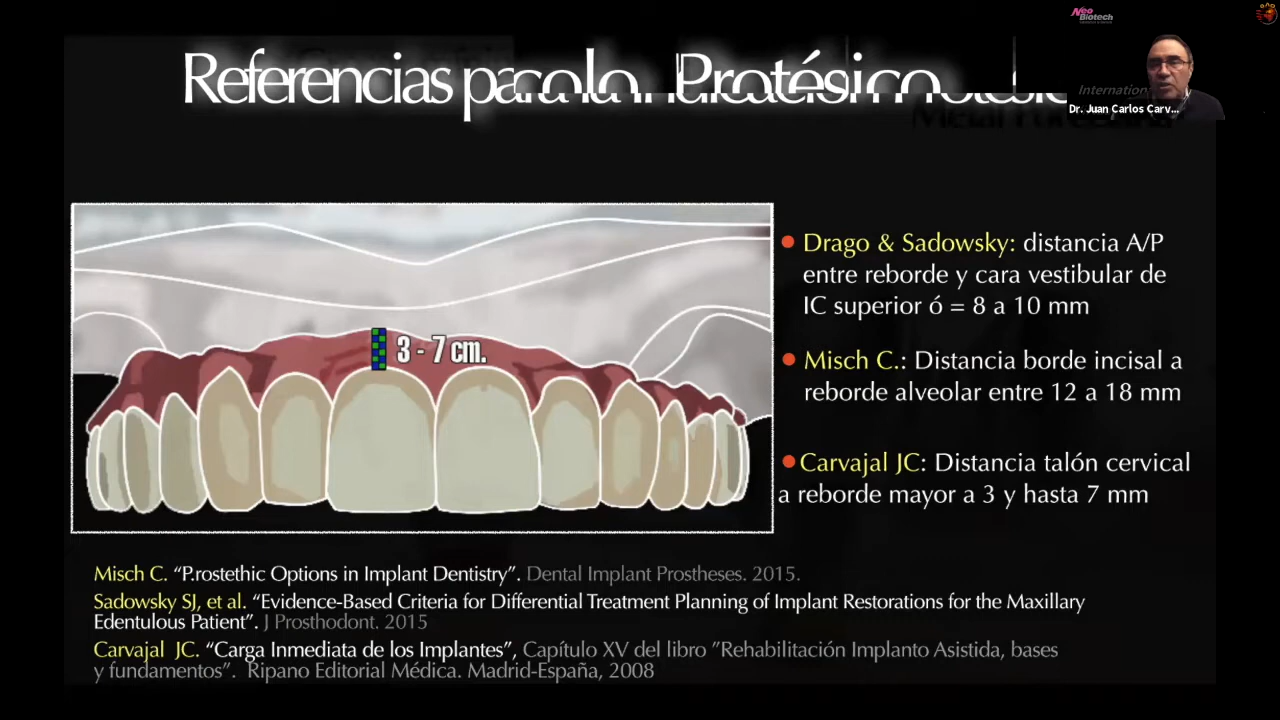 Neo
Biotech
Referencias
International
Dr. Juan Carlos Carv...
3 - 7 cm.
Drago & Sadowsky: distancia A/P
entre reborde y cara vestibular de
IC superior ó = 8 a 10 mm
Misch C.: Distancia borde incisal a
reborde alveolar entre 12 a 18 mm
Carvajal JC: Distancia talón cervical
a reborde mayor a 3 y hasta 7 mm
Misch C. “P.rostethic Options in Implant Dentistry”. Dental Implant Prostheses. 2015.
Sadowsky SJ, et al. “Evidence-Based Criteria for Differential Treatment Planning of Implant Restorations for the Maxillary
Edentulous Patient”. J Prosthodont. 2015
Carvajal JC. “Carga Inmediata de los Implantes”, Capítulo XV del libro ”Rehabilitación Implanto Asistida, bases
y fundamentos”. Ripano Editorial Médica. Madrid-España, 2008